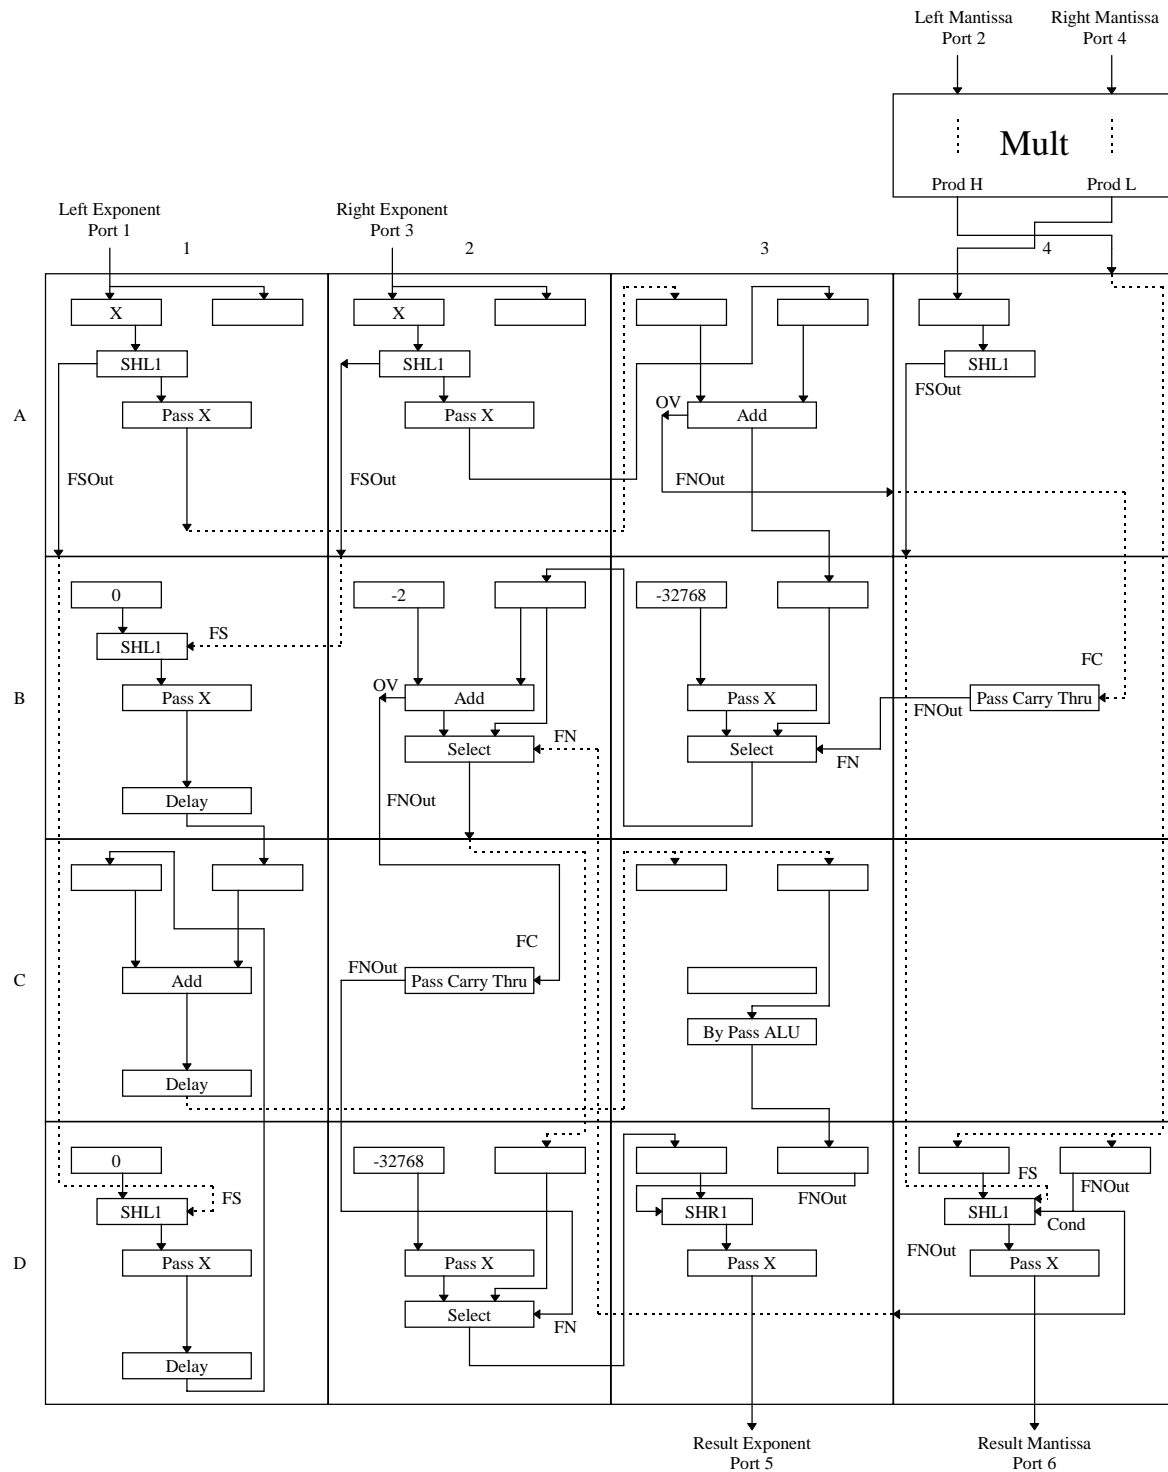 Left Mantissa
Port 2
Right Mantissa
Port 4
Mult
Prod H
Prod L
Left Exponent
Port 1
Right Exponent
Port 3
1
2
3
4
A
X
SHL1
Pass X
FSOut
X
SHL1
Pass X
FSOut
OV
Add
FNOut
SHL1
FSOut
B
0
SHL1
FS
Pass X
Delay
-2
OV
Add
Select
FN
FNOut
-32768
Pass X
Select
FN
FC
Pass Carry Thru
FNOut
C
Add
Delay
FC
FNOut
Pass Carry Thru
By Pass ALU
D
0
SHL1
FS
Pass X
Delay
-32768
Pass X
Select
FN
FNOut
SHR1
Pass X
FS
FNOut
SHL1
Cond
FNOut
Pass X
Result Exponent
Port 5
Result Mantissa
Port 6